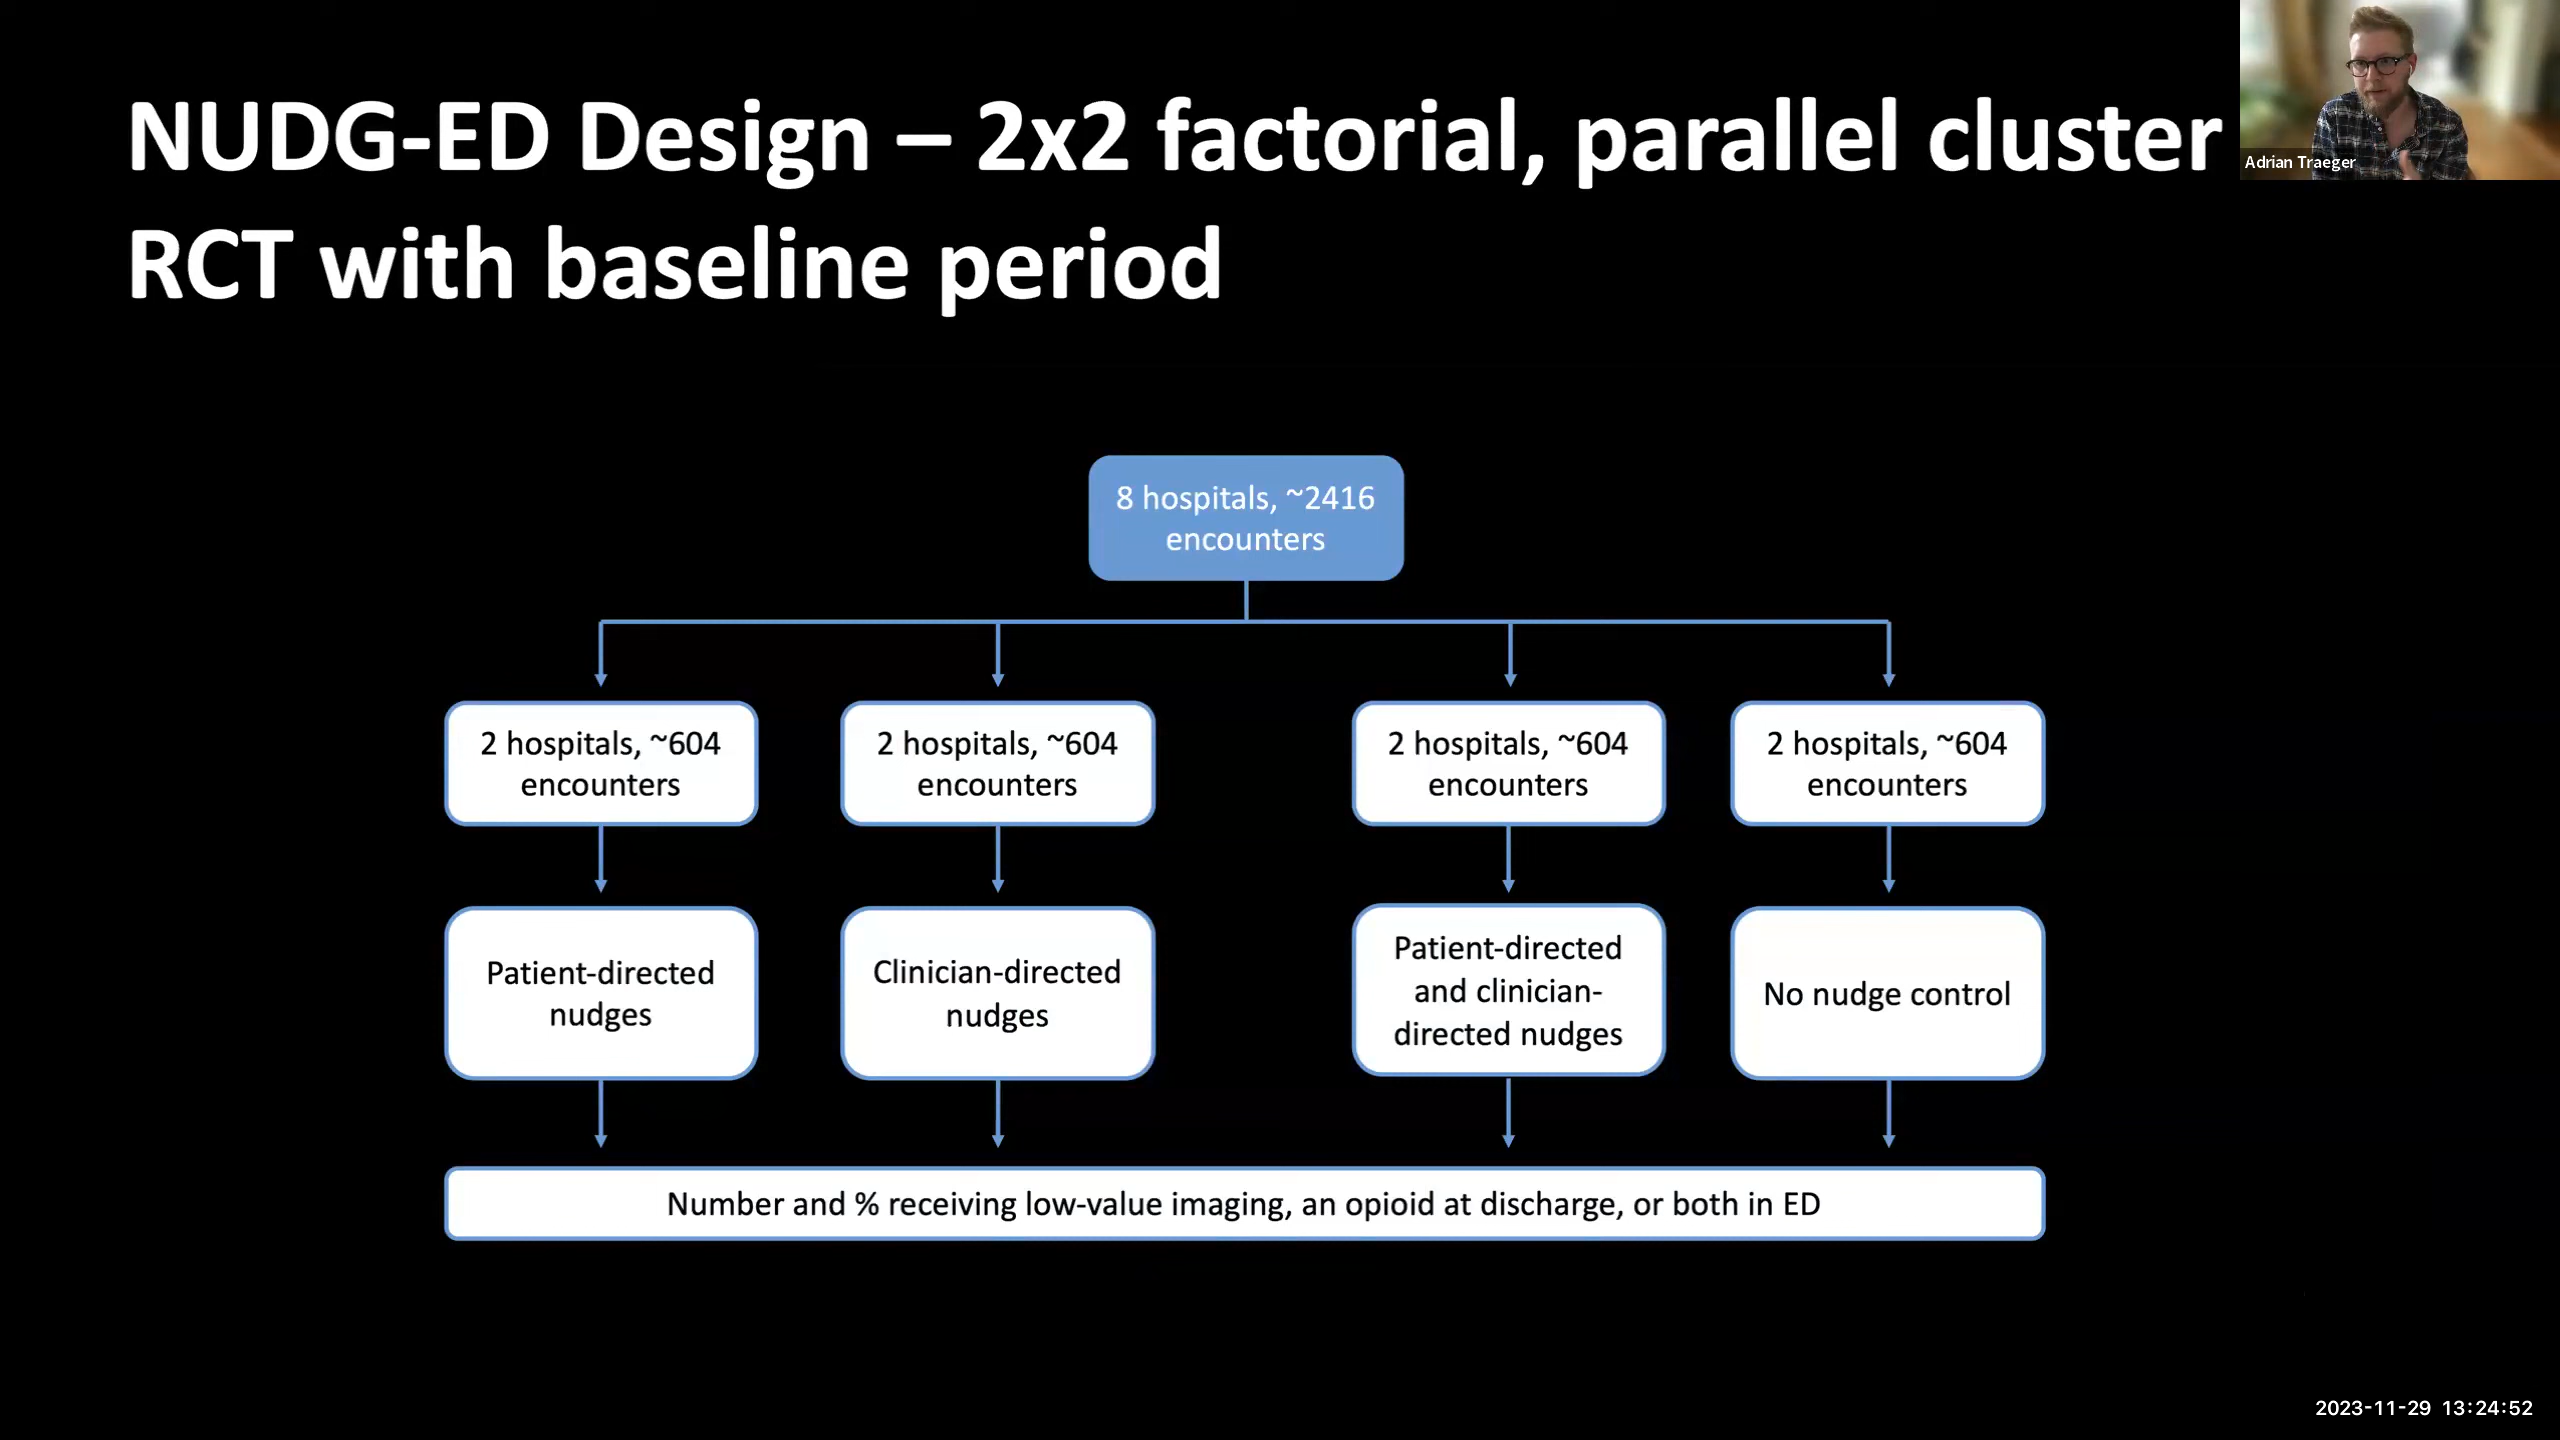 NUDG-ED Design – 2x2 factorial, parallel cluster
RCT with baseline period
Adrian Traeger
8 hospitals, ~2416
encounters
2 hospitals, ~604
encounters
2 hospitals, ~604
encounters
2 hospitals, ~604
encounters
2 hospitals, ~604
encounters
Patient-directed
nudges
Clinician-directed
nudges
Patient-directed
and clinician-
directed nudges
No nudge control
Number and % receiving low-value imaging, an opioid at discharge, or both in ED
2023-11-29 13:24:52